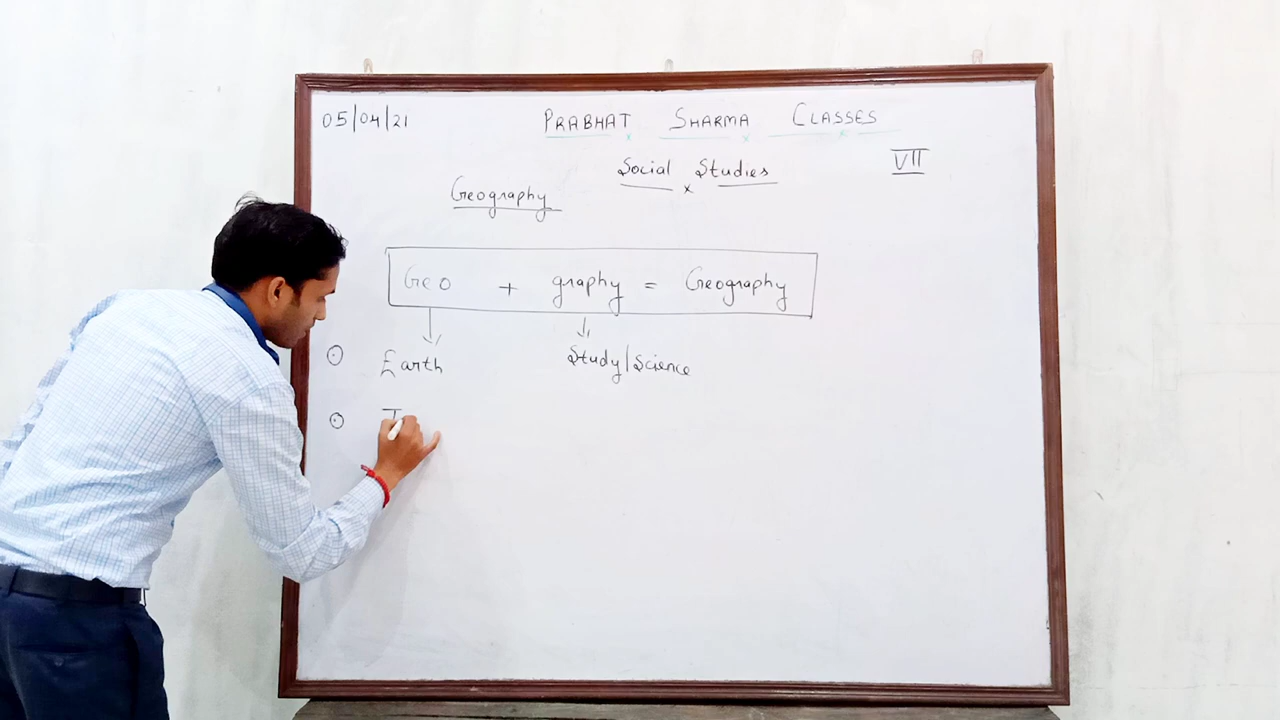 05/04/21 PRABHAT SHARMA CLASSES
Social Studies VII
Geography
Geo + graphy = Geography
Earth Study/Science